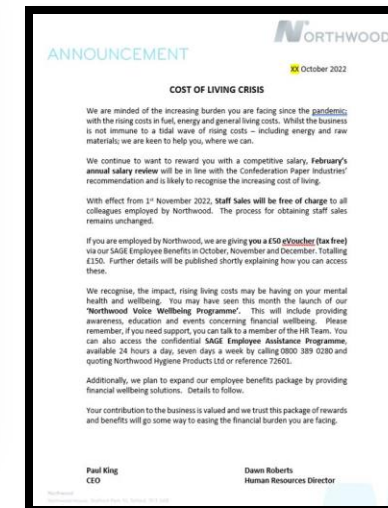 NORTHWOOD
ANNOUNCEMENT
XX October 2022
COST OF LIVING CRISIS
We are minded of the increasing burden you are facing since the pandemic;
with the rising costs in fuel, energy and general living costs. Whilst the business
is not immune to a tidal wave of rising costs – including energy and raw
materials; we are keen to help you, where we can.
We continue to want to reward you with a competitive salary, February's
annual salary review will be in line with the Confederation Paper Industries'
recommendation and is likely to recognise the increasing cost of living.
With effect from 1st November 2022, Staff Sales will be free of charge to all
colleagues employed by Northwood. The process for obtaining staff sales
remains unchanged.
If you are employed by Northwood, we are giving you a £50 eVoucher (tax free)
via our SAGE Employee Benefits in October, November and December. Totalling
£150. Further details will be published shortly explaining how you can access
these.
We recognise, the impact, rising living costs may be having on your mental
health and wellbeing. You may have seen this month the launch of our
'Northwood Voice Wellbeing Programme'. This will include providing
awareness, education and events concerning financial wellbeing. Please
remember, if you need support, you can talk to a member of the HR Team. You
can also access the confidential SAGE Employee Assistance Programme,
available 24 hours a day, seven days a week by calling 0800 389 0280 and
quoting Northwood Hygiene Products Ltd or reference 72601.
Additionally, we plan to expand our employee benefits package by providing
financial wellbeing solutions. Details to follow.
Your contribution to the business is valued and we trust this package of rewards
and benefits will go some way to easing the financial burden you are facing.
Paul King
CEO
Dawn Roberts
Human Resources Director